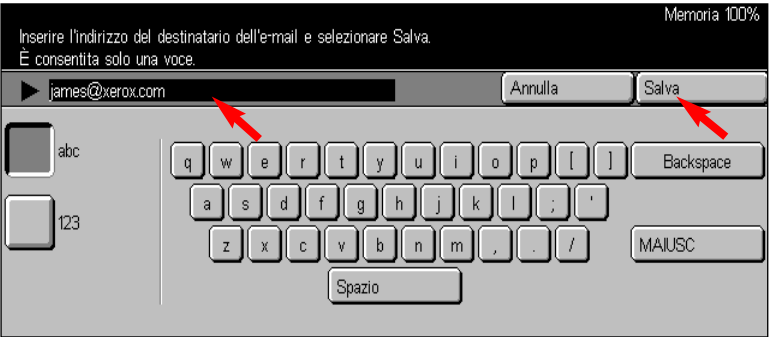 Memoria 100%
Inserire l'indirizzo del destinatario dell'e-mail e selezionare Salva.
È consentita solo una voce.
james@xerox.com
Annulla
Salva
abc
q w e r t y u i o p [ ] Backspace
a s d f g h j k l ; '
123
z x c v b n m , . / MAIUSC
Spazio